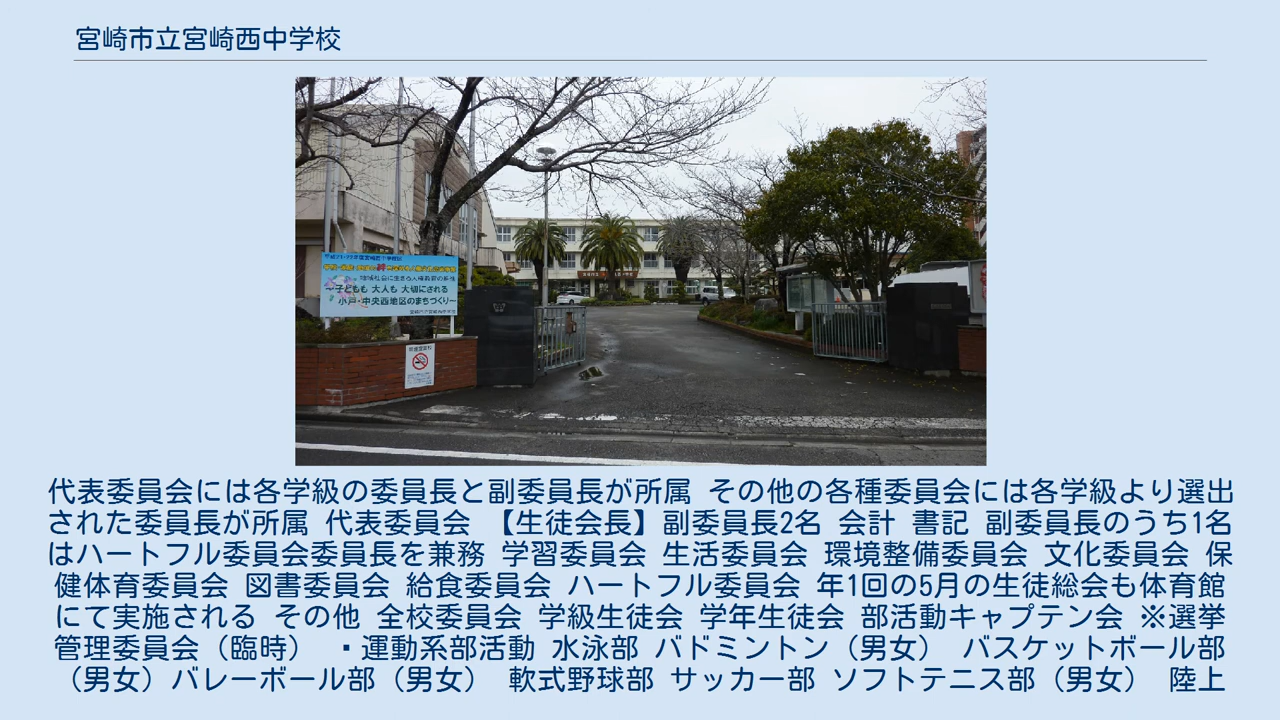 宮崎市立宮崎西中学校
子どもも 大人も 大切にされる
小戸・中央西地区のまちづくり
代表委員会には各学級の委員長と副委員長が所属 その他の各種委員会には各学級より選出
された委員長が所属 代表委員会 【生徒会長】副委員長2名 会計 書記 副委員長のうち1名
はハートフル委員会委員長を兼務 学習委員会 生活委員会 環境整備委員会 文化委員会 保
健体育委員会 図書委員会 給食委員会 ハートフル委員会 年1回の5月の生徒総会も体育館
にて実施される その他 全校委員会 学級生徒会 学年生徒会 部活動キャプテン会 ※選挙
管理委員会（臨時） ・運動系部活動 水泳部 バドミントン（男女） バスケットボール部
（男女）バレーボール部（男女） 軟式野球部 サッカー部 ソフトテニス部（男女） 陸上